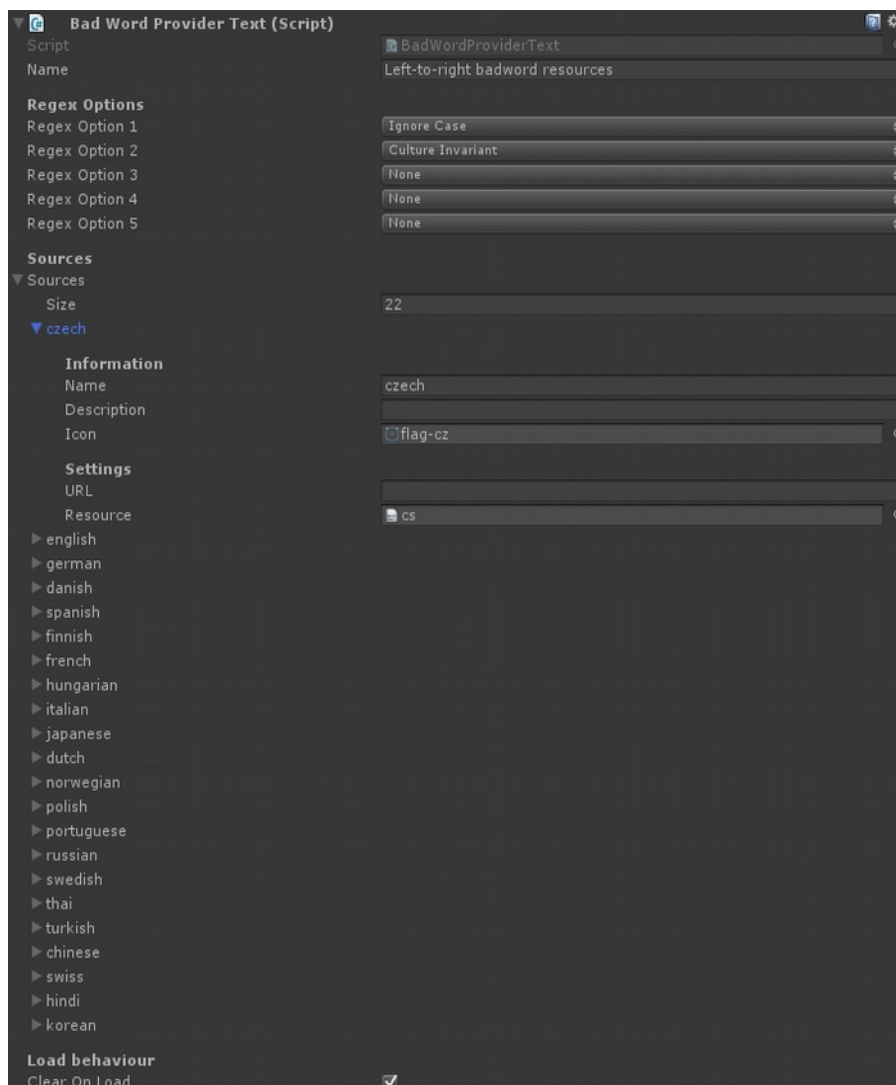 Bad Word Provider Text (Script)
Script BadWordProviderText
Name Left-to-right badword resources
Regex Options
Regex Option 1 Ignore Case
Regex Option 2 Culture Invariant
Regex Option 3 None
Regex Option 4 None
Regex Option 5 None
Sources
Sources
Size 22
czech
Information
Name czech
Description
Icon flag-cz
Settings
URL
Resource cs
english
german
danish
spanish
finnish
french
hungarian
italian
japanese
dutch
norwegian
polish
portuguese
russian
swedish
thai
turkish
chinese
swiss
hindi
korean
Load behaviour
Clear On Load